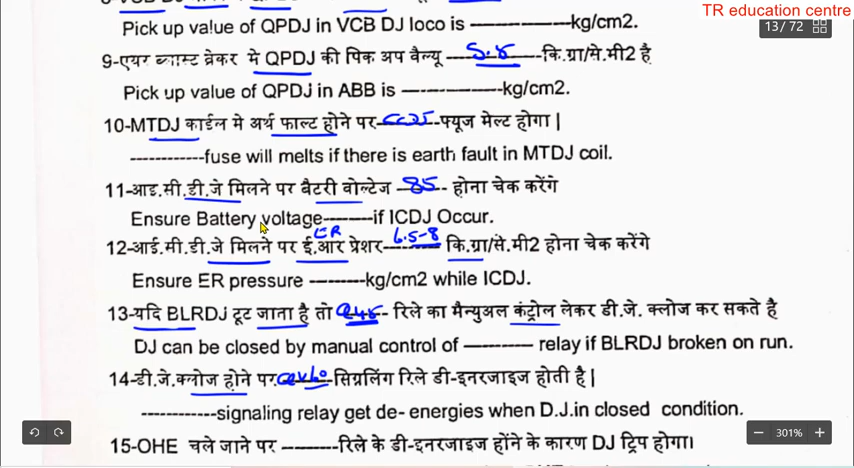 TR education centre
13 / 72
Pick up value of QPDJ in VCB DJ loco is ---------------kg/cm2.
9-एयर ब्लास्ट ब्रेकर मे QPDJ की पिक अप वैल्यू ----5.5----कि.ग्रा/से.मी2 है
Pick up value of QPDJ in ABB is ---------------kg/cm2.
10-MTDJ काईल मे अर्थ फाल्ट होने पर--CCDJ--फ्यूज मेल्ट होगा |
-----------fuse will melts if there is earth fault in MTDJ coil.
11-आइ.सी.डी.जे मिलने पर बैटरी वोल्टेज --85-- होना चेक करेंगे
Ensure Battery voltage--------if ICDJ Occur.
ER
12-आई.सी.डी.जे मिलने पर ई.आर प्रेशर--6.5-8-- कि.ग्रा/से.मी2 होना चेक करेंगे
Ensure ER pressure ---------kg/cm2 while ICDJ.
13-यदि BLRDJ टूट जाता है तो Q45-- रिले का मैन्युअल कंट्रोल लेकर डी.जे. क्लोज कर सकते है
DJ can be closed by manual control of ----------- relay if BLRDJ broken on run.
14-डी.जे.क्लोज होने पर.QV60--सिग्नलिंग रिले डी-इनरजाइज होती है |
-----------signaling relay get de- energies when D.J.in closed condition.
15-OHE चले जाने पर ---------रिले के डी-इनरजाइज होंने के कारण DJ ट्रिप होगा।
301%